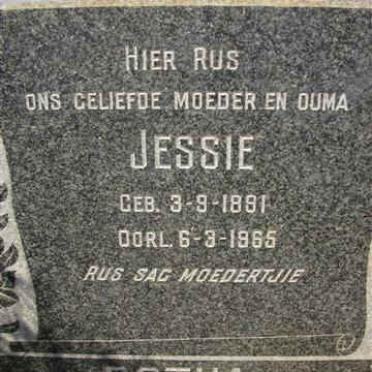 HIER RUS
ONS GELIEFDE MOEDER EN OUMA
JESSIE
GEB. 3-9-1891
OORL. 6-3-1965
RUS SAG MOEDERTJIE